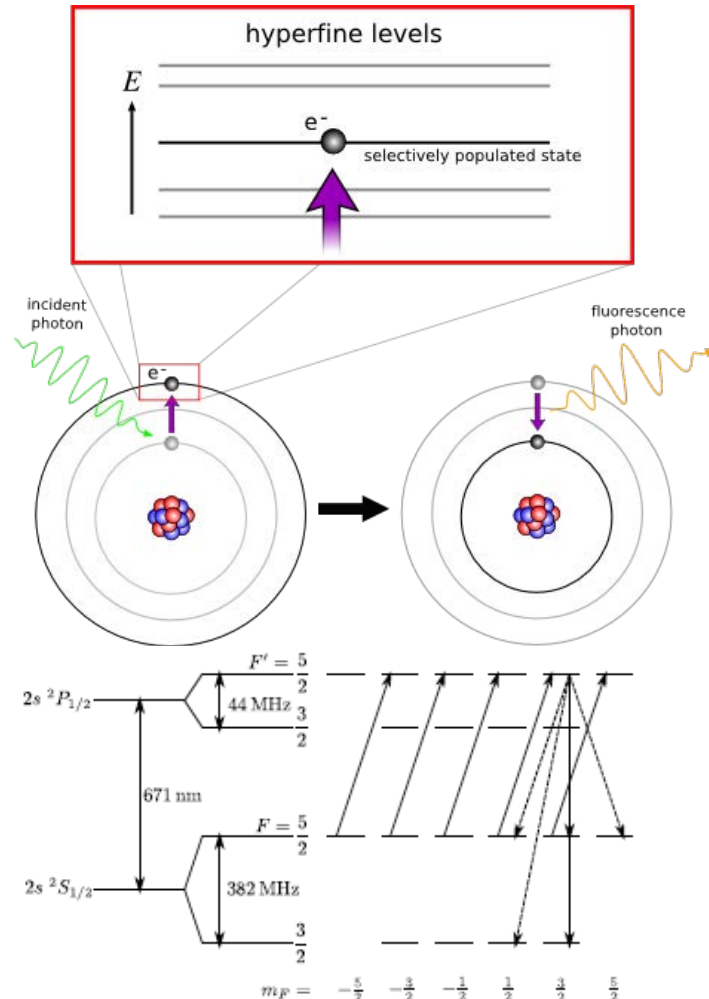 hyperfine levels
E
e⁻
selectively populated state
incident
photon
fluorescence
photon
e⁻
F′ = 5/2
2s ²P₁/₂
44 MHz
3/2
671 nm
F = 5/2
2s ²S₁/₂
382 MHz
3/2
m_F = −5/2 −3/2 −1/2 1/2 3/2 5/2